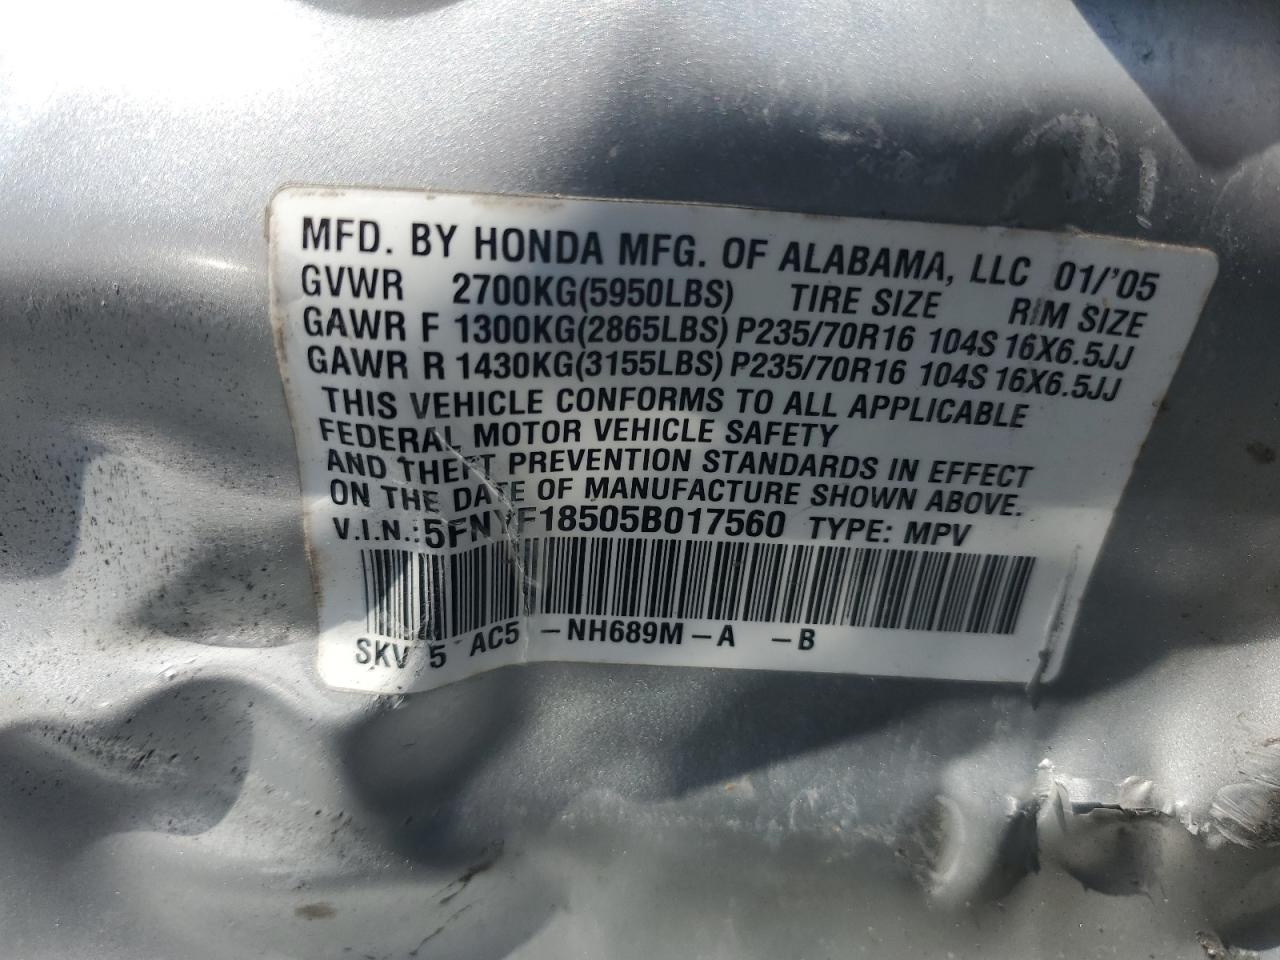 MFD. BY HONDA MFG. OF ALABAMA, LLC 01/'05
GVWR 2700KG(5950LBS) TIRE SIZE RIM SIZE
GAWR F 1300KG(2865LBS) P235/70R16 104S 16X6.5JJ
GAWR R 1430KG(3155LBS) P235/70R16 104S 16X6.5JJ
THIS VEHICLE CONFORMS TO ALL APPLICABLE
FEDERAL MOTOR VEHICLE SAFETY
AND THEFT PREVENTION STANDARDS IN EFFECT
ON THE DATE OF MANUFACTURE SHOWN ABOVE.
V.I.N.: TYPE: MPV
AC5 -NH689M -A -B